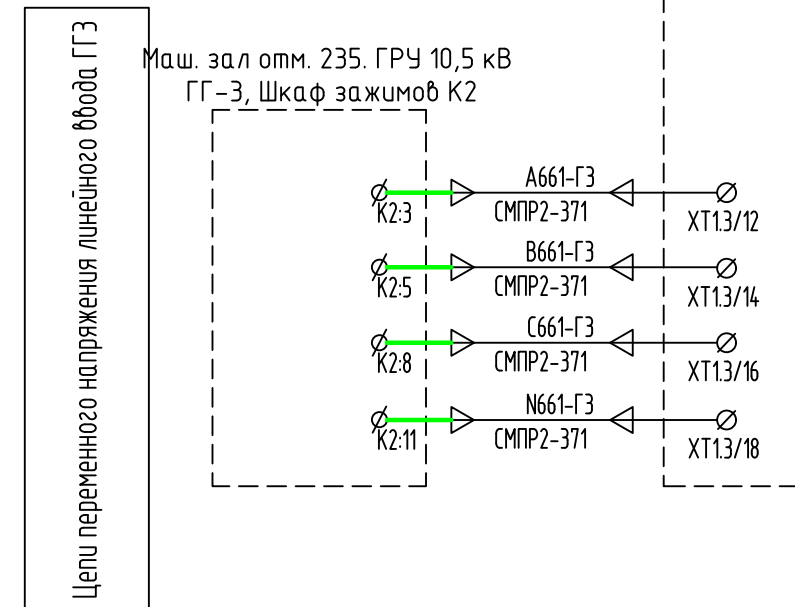 Цепи переменного напряжения линейного ввода ГГ3
Маш. зал отм. 235. ГРУ 10,5 кВ
ГГ-3, Шкаф зажимов К2
А661-Г3
К2:3
СМПР2-371
ХТ1.3/12
В661-Г3
К2:5
СМПР2-371
ХТ1.3/14
С661-Г3
К2:8
СМПР2-371
ХТ1.3/16
N661-Г3
К2:11
СМПР2-371
ХТ1.3/18